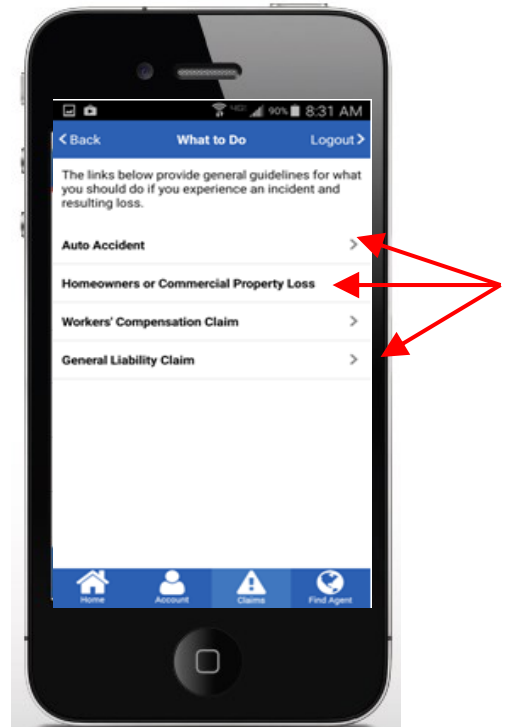 90% 8:31 AM
Back What to Do Logout
The links below provide general guidelines for what
you should do if you experience an incident and
resulting loss.
Auto Accident
Homeowners or Commercial Property Loss
Workers' Compensation Claim
General Liability Claim
Home Account Claims Find Agent